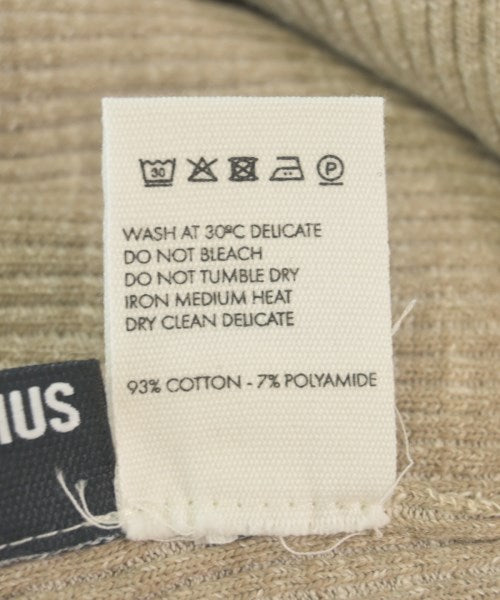 30 P
WASH AT 30ºC DELICATE
DO NOT BLEACH
DO NOT TUMBLE DRY
IRON MEDIUM HEAT
DRY CLEAN DELICATE
93% COTTON - 7% POLYAMIDE
IUS